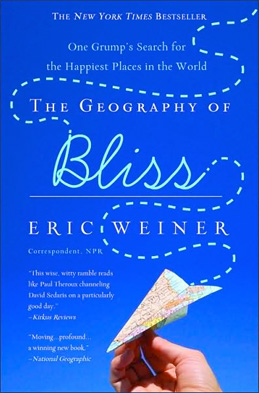 THE NEW YORK TIMES BESTSELLER
One Grump's Search for
the Happiest Places in the World
THE GEOGRAPHY OF
Bliss
ERIC WEINER
Correspondent, NPR
"This wise, witty ramble reads
like Paul Theroux channeling
David Sedaris on a particularly
good day."
–Kirkus Reviews
"Moving...profound...
a winning new book."
–National Geographic